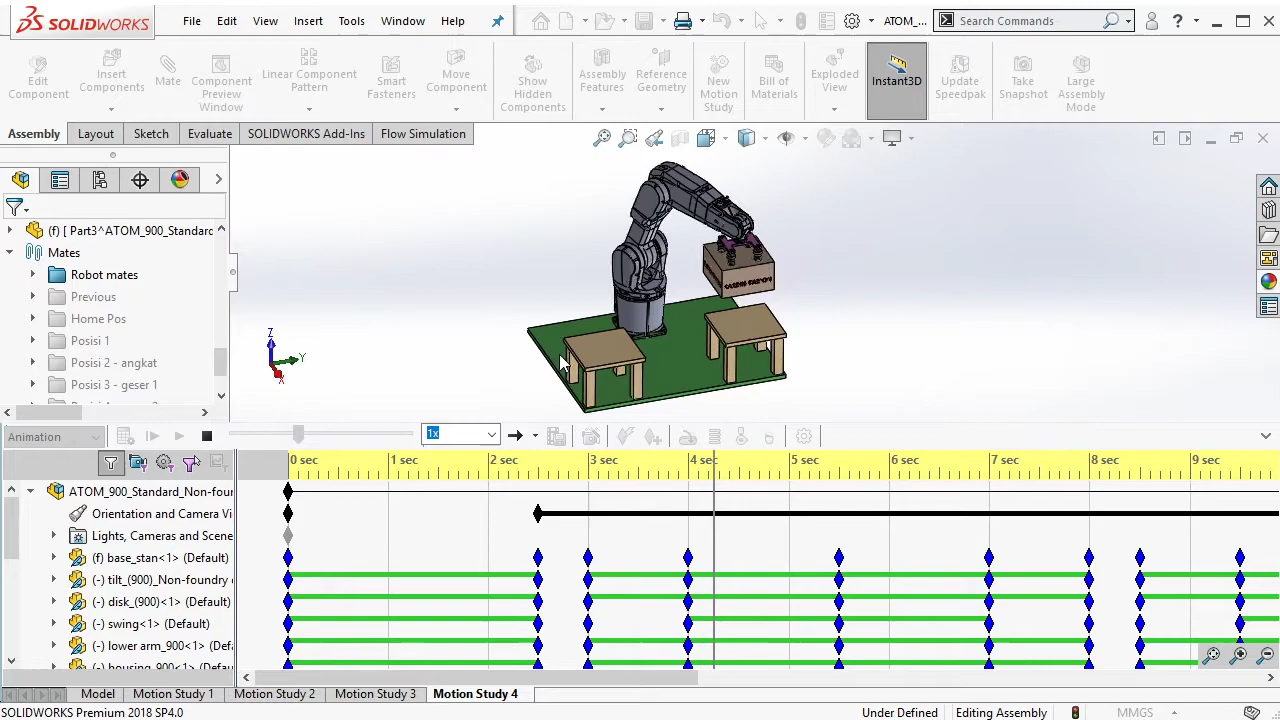 SOLIDWORKS File Edit View Insert Tools Window Help ATOM_... Search Commands ?
Edit Component
Insert Components
Mate
Component Preview Window
Linear Component Pattern
Smart Fasteners
Move Component
Show Hidden Components
Assembly Features
Reference Geometry
New Motion Study
Bill of Materials
Exploded View
Instant3D
Update Speedpak
Take Snapshot
Large Assembly Mode
Assembly Layout Sketch Evaluate SOLIDWORKS Add-Ins Flow Simulation
(f) [ Part3^ATOM_900_Standard
Mates
Robot mates
Previous
Home Pos
Posisi 1
Posisi 2 - angkat
Posisi 3 - geser 1
Z
Y
X
Animation 1x
0 sec 1 sec 2 sec 3 sec 4 sec 5 sec 6 sec 7 sec 8 sec 9 sec
ATOM_900_Standard_Non-fou
Orientation and Camera Vi
Lights, Cameras and Scene
(f) base_stan<1> (Default)
(-) tilt_(900)_Non-foundry
(-) disk_(900)<1> (Default)
(-) swing<1> (Default)
(-) lower arm_900<1> (Defa
(-) housing_900<1> (Defaul
Model Motion Study 1 Motion Study 2 Motion Study 3 Motion Study 4
SOLIDWORKS Premium 2018 SP4.0 Under Defined Editing Assembly MMGS